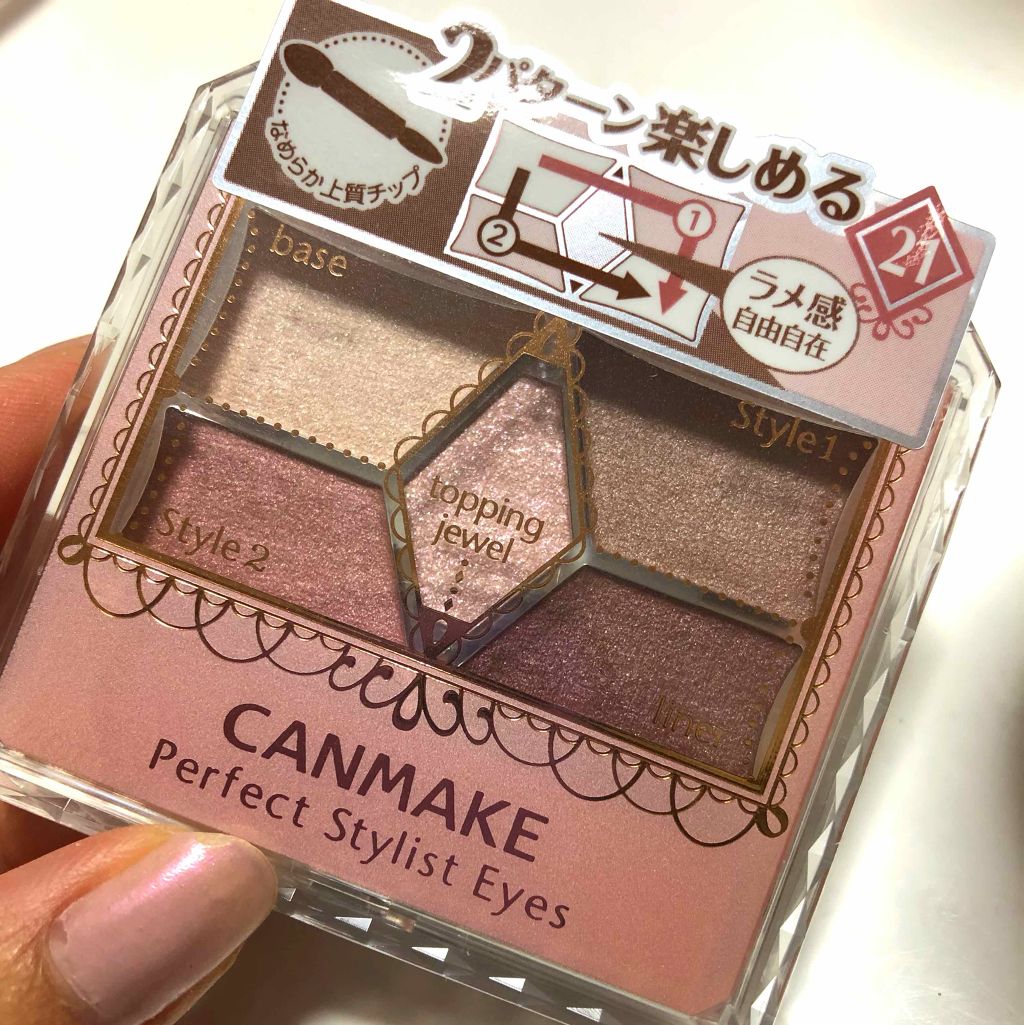 2パターン楽しめる
なめらか上質チップ
①
②
ラメ感
自由自在
21
base
Style1
topping
jewel
Style2
liner
CANMAKE
Perfect Stylist Eyes